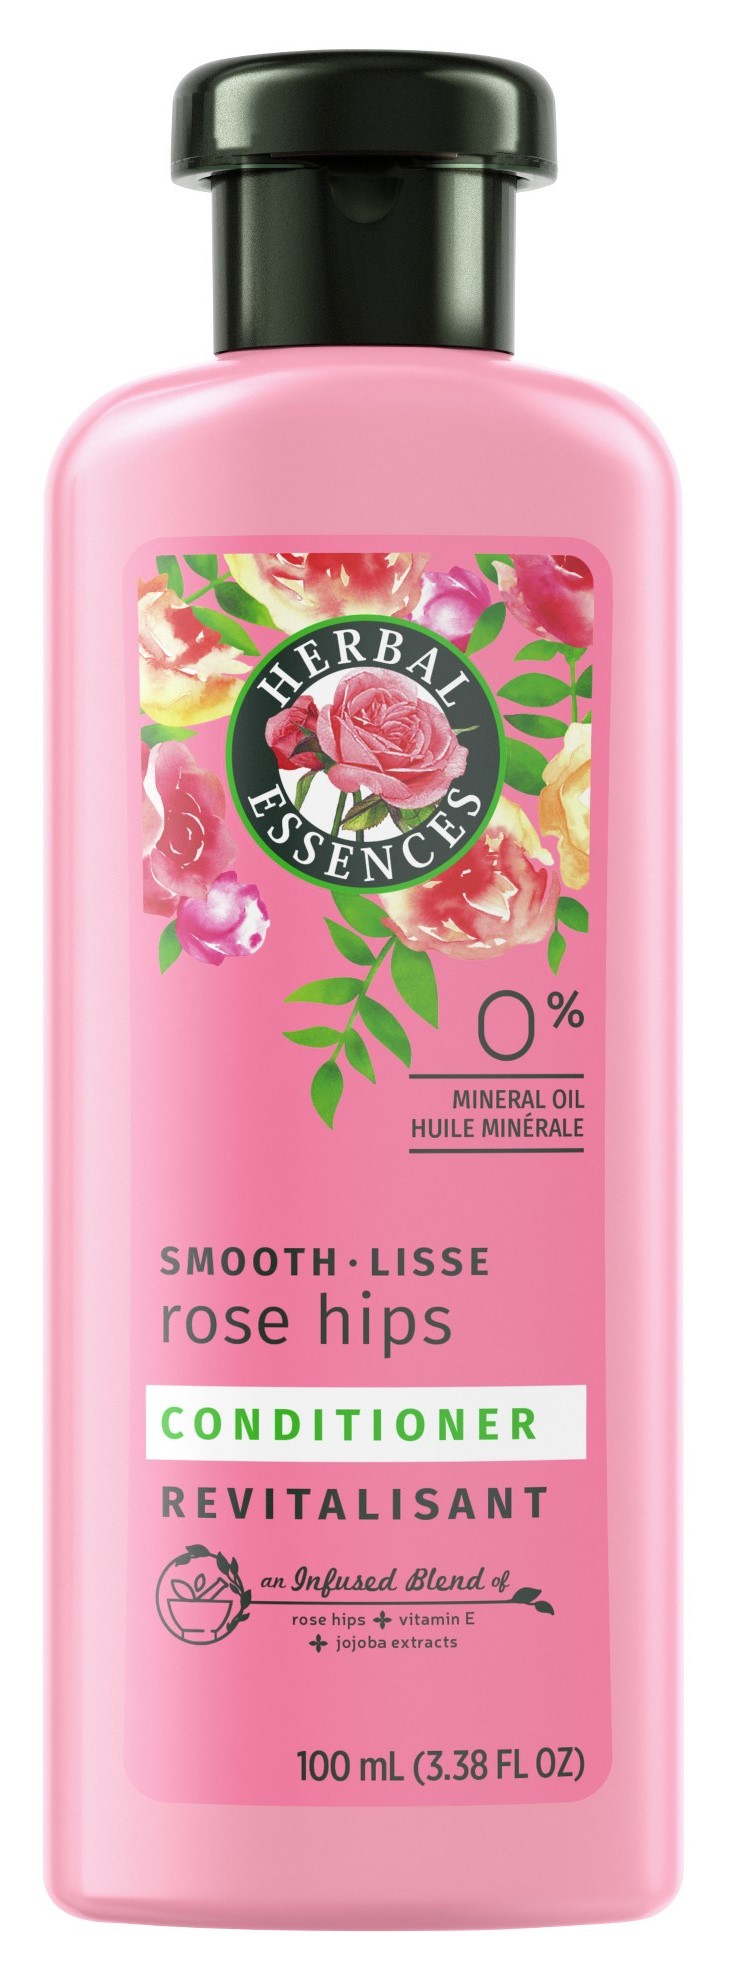 HERBAL
ESSENCES
0%
MINERAL OIL
HUILE MINÉRALE
SMOOTH · LISSE
rose hips
CONDITIONER
REVITALISANT
an Infused Blend of
rose hips ✦ vitamin E
✦ jojoba extracts
100 mL (3.38 FL OZ)